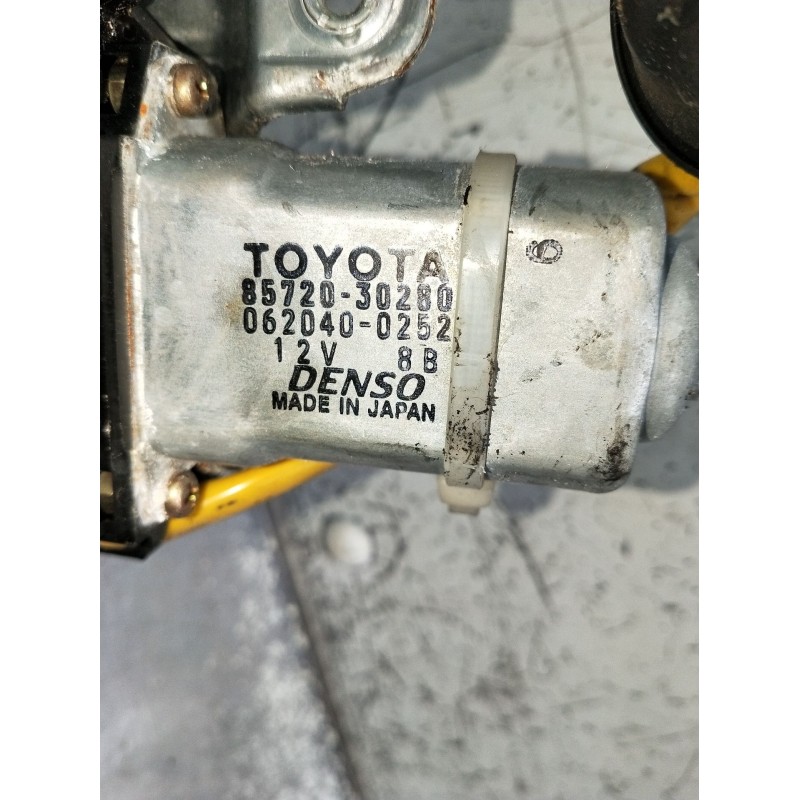 TOYOTA
85720-30280
062040-0252
12V 8B
DENSO
MADE IN JAPAN